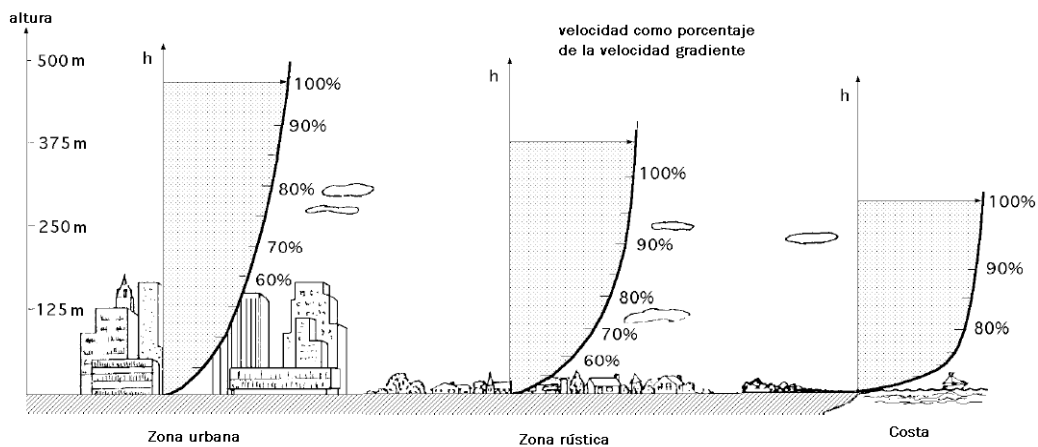 altura
500 m
375 m
250 m
125 m
velocidad como porcentaje
de la velocidad gradiente
h
100%
90%
80%
70%
60%
Zona urbana
h
100%
90%
80%
70%
60%
Zona rústica
h
100%
90%
80%
Costa